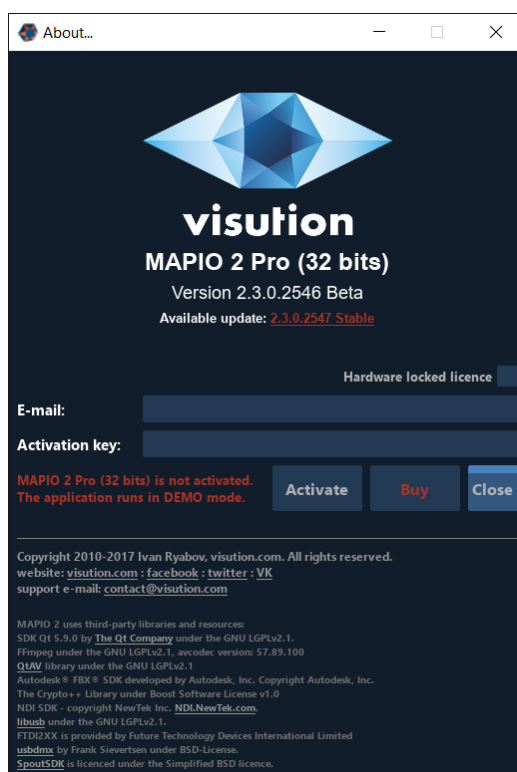 About...
visution
MAPIO 2 Pro (32 bits)
Version 2.3.0.2546 Beta
Available update: 2.3.0.2547 Stable
Hardware locked licence
E-mail:
Activation key:
MAPIO 2 Pro (32 bits) is not activated.
The application runs in DEMO mode.
Activate
Buy
Close
Copyright 2010-2017 Ivan Ryabov, visution.com. All rights reserved.
website: visution.com : facebook : twitter : VK
support e-mail: contact@visution.com
MAPIO 2 uses third-party libraries and resources:
SDK Qt 5.9.0 by The Qt Company under the GNU LGPLv2.1.
FFmpeg under the GNU LGPLv2.1, avcodec version: 57.89.100
QtAV library under the GNU LGPLv2.1
Autodesk® FBX® SDK developed by Autodesk, Inc. Copyright Autodesk, Inc.
The Crypto++ Library under Boost Software License v1.0
NDI SDK - copyright NewTek Inc. NDI.NewTek.com.
libusb under the GNU LGPLv2.1.
FTDI2XX is provided by Future Technology Devices International Limited
usbdmx by Frank Sievertsen under BSD-License.
SpoutSDK is licenced under the Simplified BSD licence.